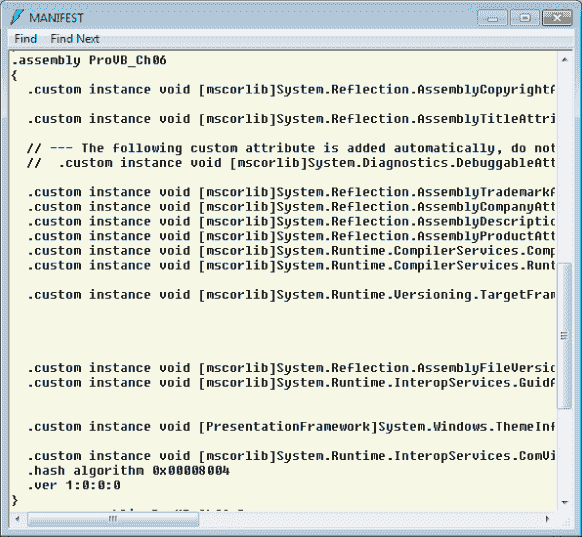 MANIFEST
Find Find Next
.assembly ProVB_Ch06
{
.custom instance void [mscorlib]System.Reflection.AssemblyCopyrightA
.custom instance void [mscorlib]System.Reflection.AssemblyTitleAttri
// --- The following custom attribute is added automatically, do not
// .custom instance void [mscorlib]System.Diagnostics.DebuggableAtt
.custom instance void [mscorlib]System.Reflection.AssemblyTrademarkA
.custom instance void [mscorlib]System.Reflection.AssemblyCompanyAtt
.custom instance void [mscorlib]System.Reflection.AssemblyDescriptio
.custom instance void [mscorlib]System.Reflection.AssemblyProductAtt
.custom instance void [mscorlib]System.Runtime.CompilerServices.Comp
.custom instance void [mscorlib]System.Runtime.CompilerServices.Runt
.custom instance void [mscorlib]System.Runtime.Versioning.TargetFram
.custom instance void [mscorlib]System.Reflection.AssemblyFileVersio
.custom instance void [mscorlib]System.Runtime.InteropServices.GuidA
.custom instance void [PresentationFramework]System.Windows.ThemeInf
.custom instance void [mscorlib]System.Runtime.InteropServices.ComVi
.hash algorithm 0x00008004
.ver 1:0:0:0
}